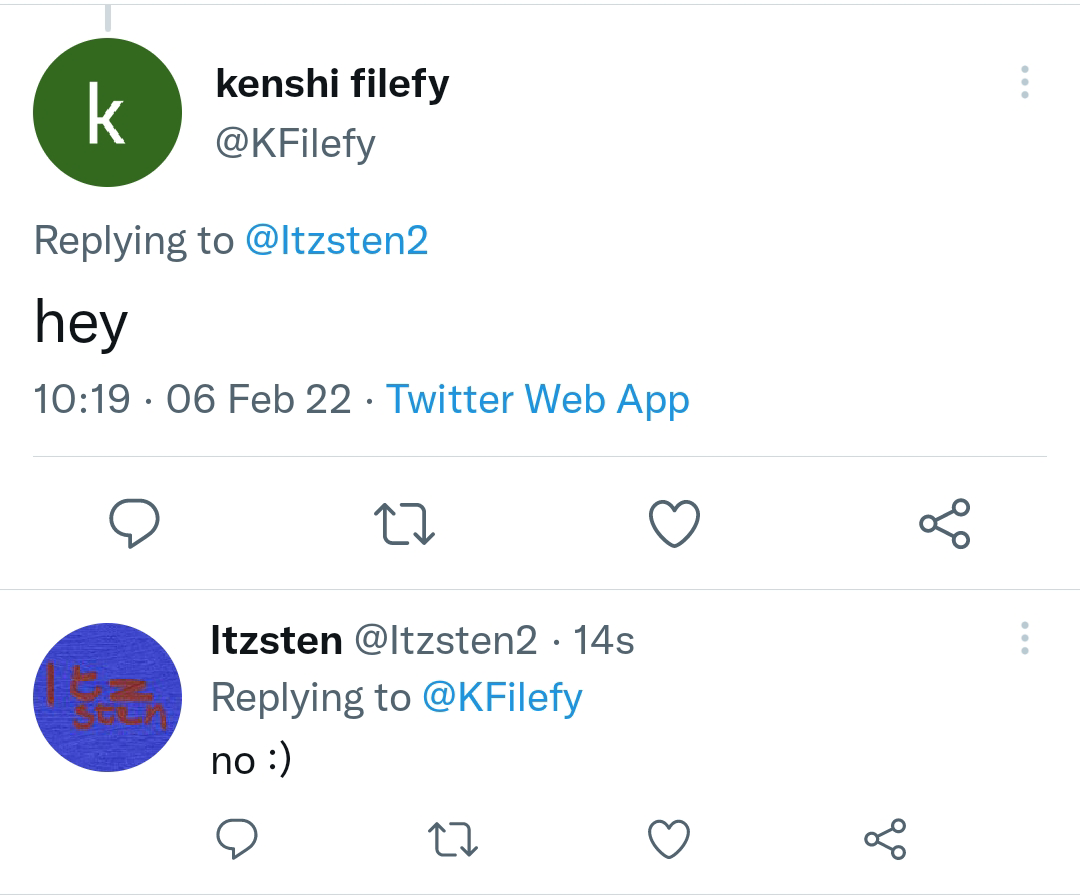 k
kenshi filefy
@KFilefy
Replying to @Itzsten2
hey
10:19 · 06 Feb 22 · Twitter Web App
Itz
sten
Itzsten @Itzsten2 · 14s
Replying to @KFilefy
no :)